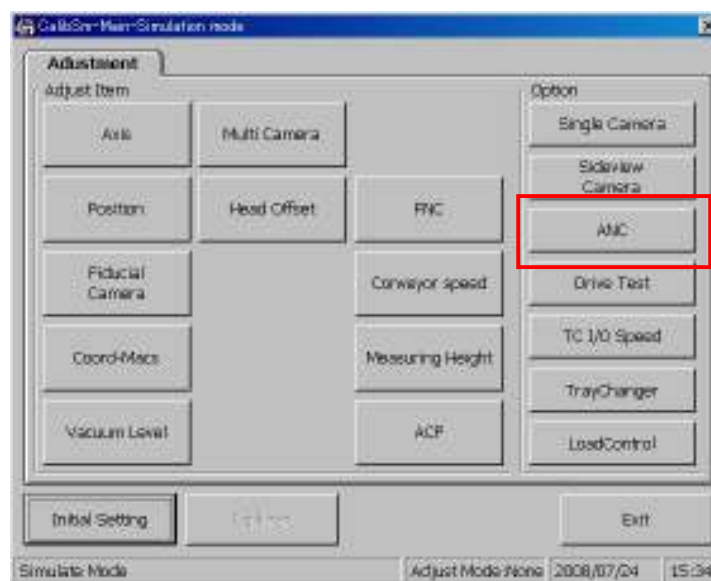 CalibSm-Main-Simulation mode
Adjustment
Adjust Item
Option
Axis
Multi Camera
Single Camera
Sideview
Camera
Position
Head Offset
FNC
ANC
Fiducial
Camera
Conveyor speed
Drive Test
Coord-Macs
Measuring Height
TC I/O Speed
TrayChanger
Vacuum Level
ACP
LoadControl
Initial Setting
Exit
Simulate Mode
Adjust Mode:None
2008/07/24
15:34